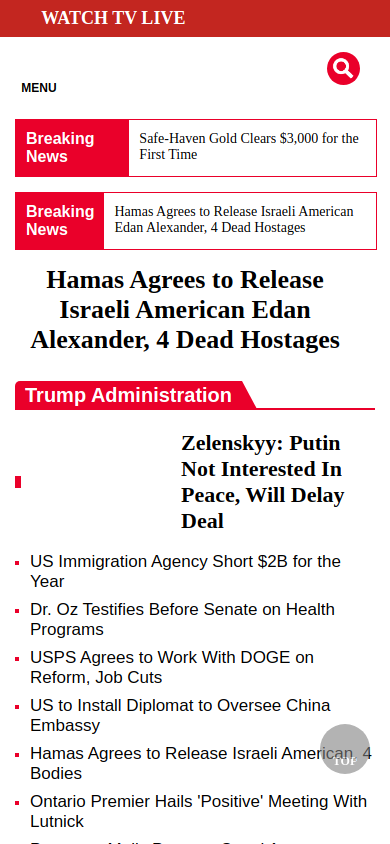 WATCH TV LIVE
MENU
Breaking
News
Safe-Haven Gold Clears $3,000 for the
First Time
Breaking
News
Hamas Agrees to Release Israeli American
Edan Alexander, 4 Dead Hostages
Hamas Agrees to Release
Israeli American Edan
Alexander, 4 Dead Hostages
Trump Administration
Zelenskyy: Putin
Not Interested In
Peace, Will Delay
Deal
US Immigration Agency Short $2B for the
Year
Dr. Oz Testifies Before Senate on Health
Programs
USPS Agrees to Work With DOGE on
Reform, Job Cuts
US to Install Diplomat to Oversee China
Embassy
Hamas Agrees to Release Israeli American, 4
Bodies
TOP
Ontario Premier Hails 'Positive' Meeting With
Lutnick